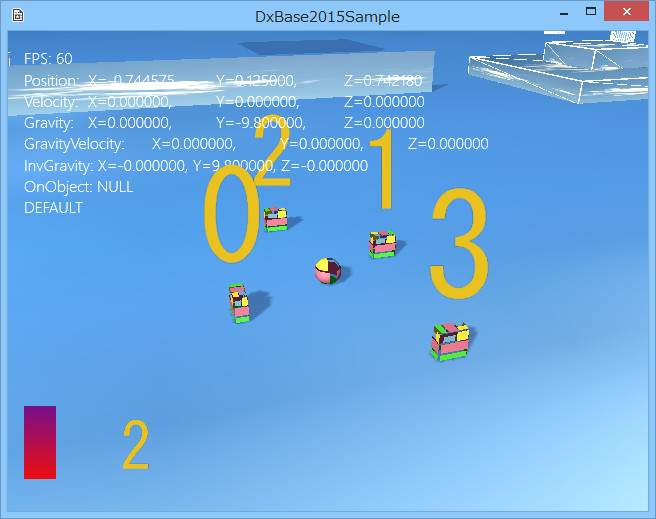 DxBase2015Sample
FPS: 60
Position: X=-0.744575, Y=0.125000, Z=0.742180
Velocity: X=0.000000, Y=0.000000, Z=0.000000
Gravity: X=0.000000, Y=-9.800000, Z=0.000000
GravityVelocity: X=0.000000, Y=0.000000, Z=0.000000
InvGravity: X=-0.000000, Y=9.800000, Z=-0.000000
OnObject: NULL
DEFAULT
2
1
0
3
2